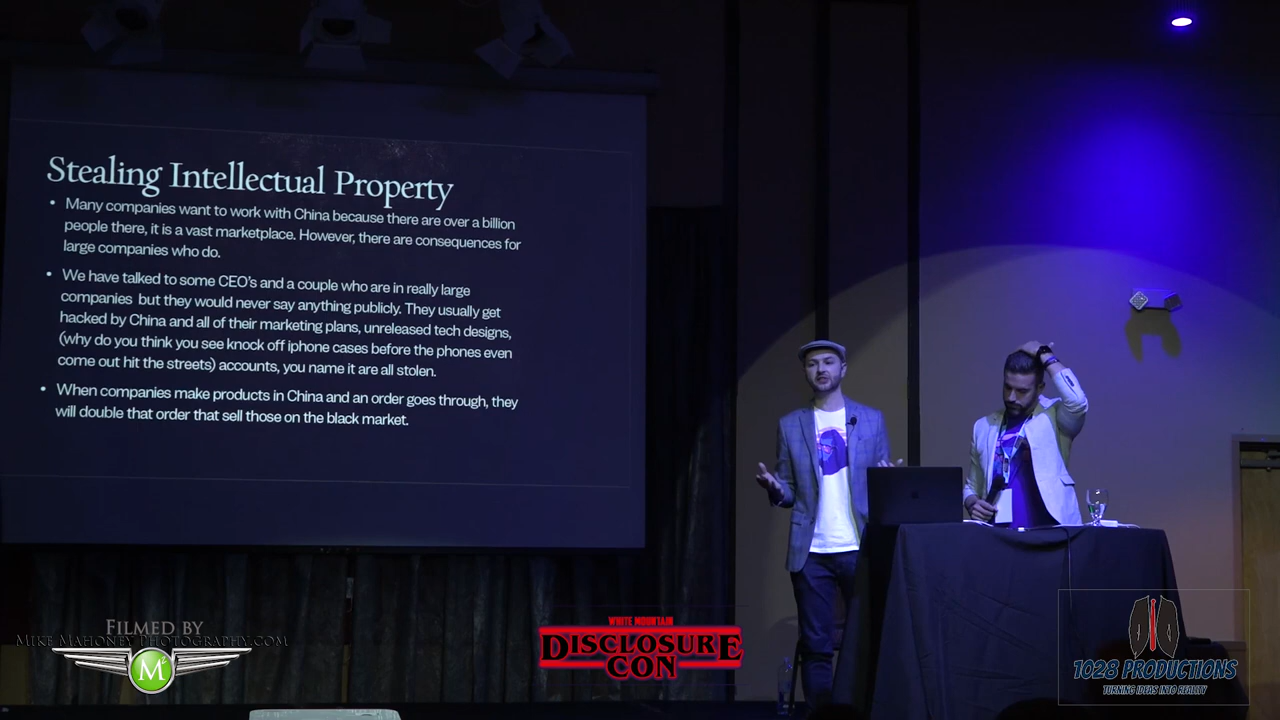 Stealing Intellectual Property
• Many companies want to work with China because there are over a billion
people there, it is a vast marketplace. However, there are consequences for
large companies who do.
• We have talked to some CEO's and a couple who are in really large
companies but they would never say anything publicly. They usually get
hacked by China and all of their marketing plans, unreleased tech designs,
(why do you think you see knock off iphone cases before the phones even
come out hit the streets) accounts, you name it are all stolen.
• When companies make products in China and an order goes through, they
will double that order that sell those on the black market.
FILMED BY
MIKE MAHONEY PHOTOGRAPHY.COM
M2
WHITE MOUNTAIN
DISCLOSURE
CON
1028 PRODUCTIONS
TURNING IDEAS INTO REALITY